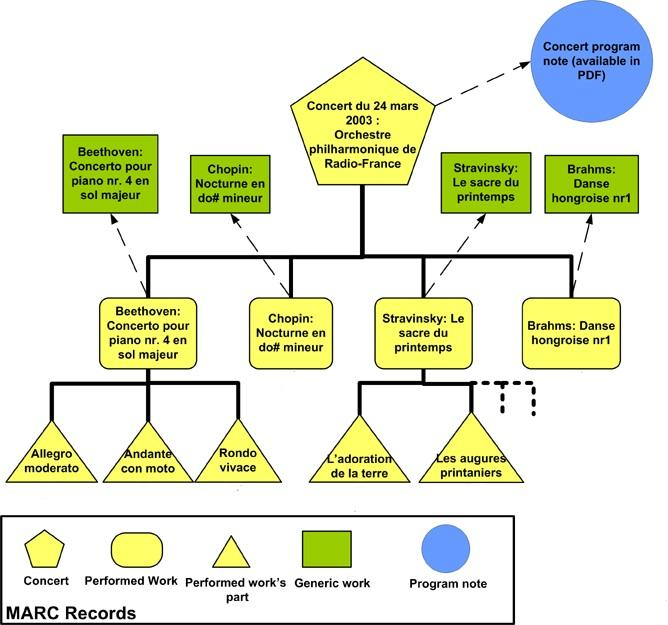 Concert program
note (available in
PDF)
Concert du 24 mars
2003 :
Orchestre
philharmonique de
Radio-France
Beethoven:
Concerto pour
piano nr. 4 en
sol majeur
Chopin:
Nocturne en
do# mineur
Stravinsky:
Le sacre du
printemps
Brahms:
Danse
hongroise nr1
Beethoven:
Concerto pour
piano nr. 4 en
sol majeur
Chopin:
Nocturne en
do# mineur
Stravinsky: Le
sacre du
printemps
Brahms: Danse
hongroise nr1
Allegro
moderato
Andante
con moto
Rondo
vivace
L'adoration
de la terre
Les augures
printaniers
Concert
Performed Work
Performed work's
part
Generic work
Program note
MARC Records